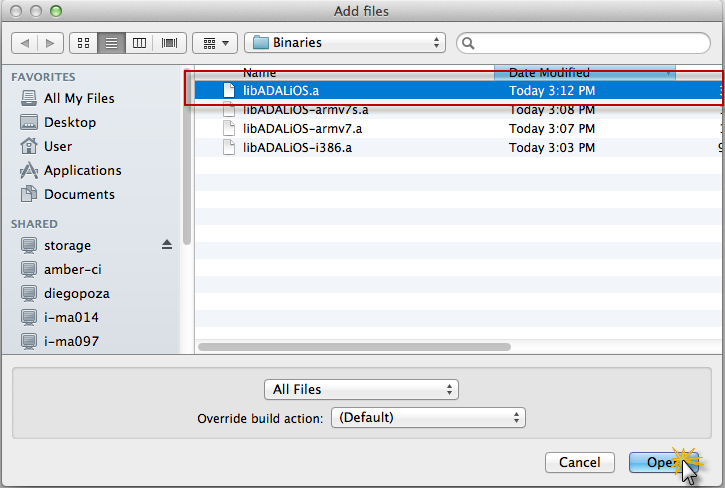 Add files
Binaries
Name Date Modified
FAVORITES
All My Files
Desktop
User
Applications
Documents
SHARED
storage
amber-ci
diegopoza
i-ma014
i-ma097
libADALiOS.a Today 3:12 PM
libADALiOS-armv7s.a Today 3:08 PM
libADALiOS-armv7.a Today 3:07 PM
libADALiOS-i386.a Today 3:03 PM
All Files
Override build action: (Default)
Cancel Open